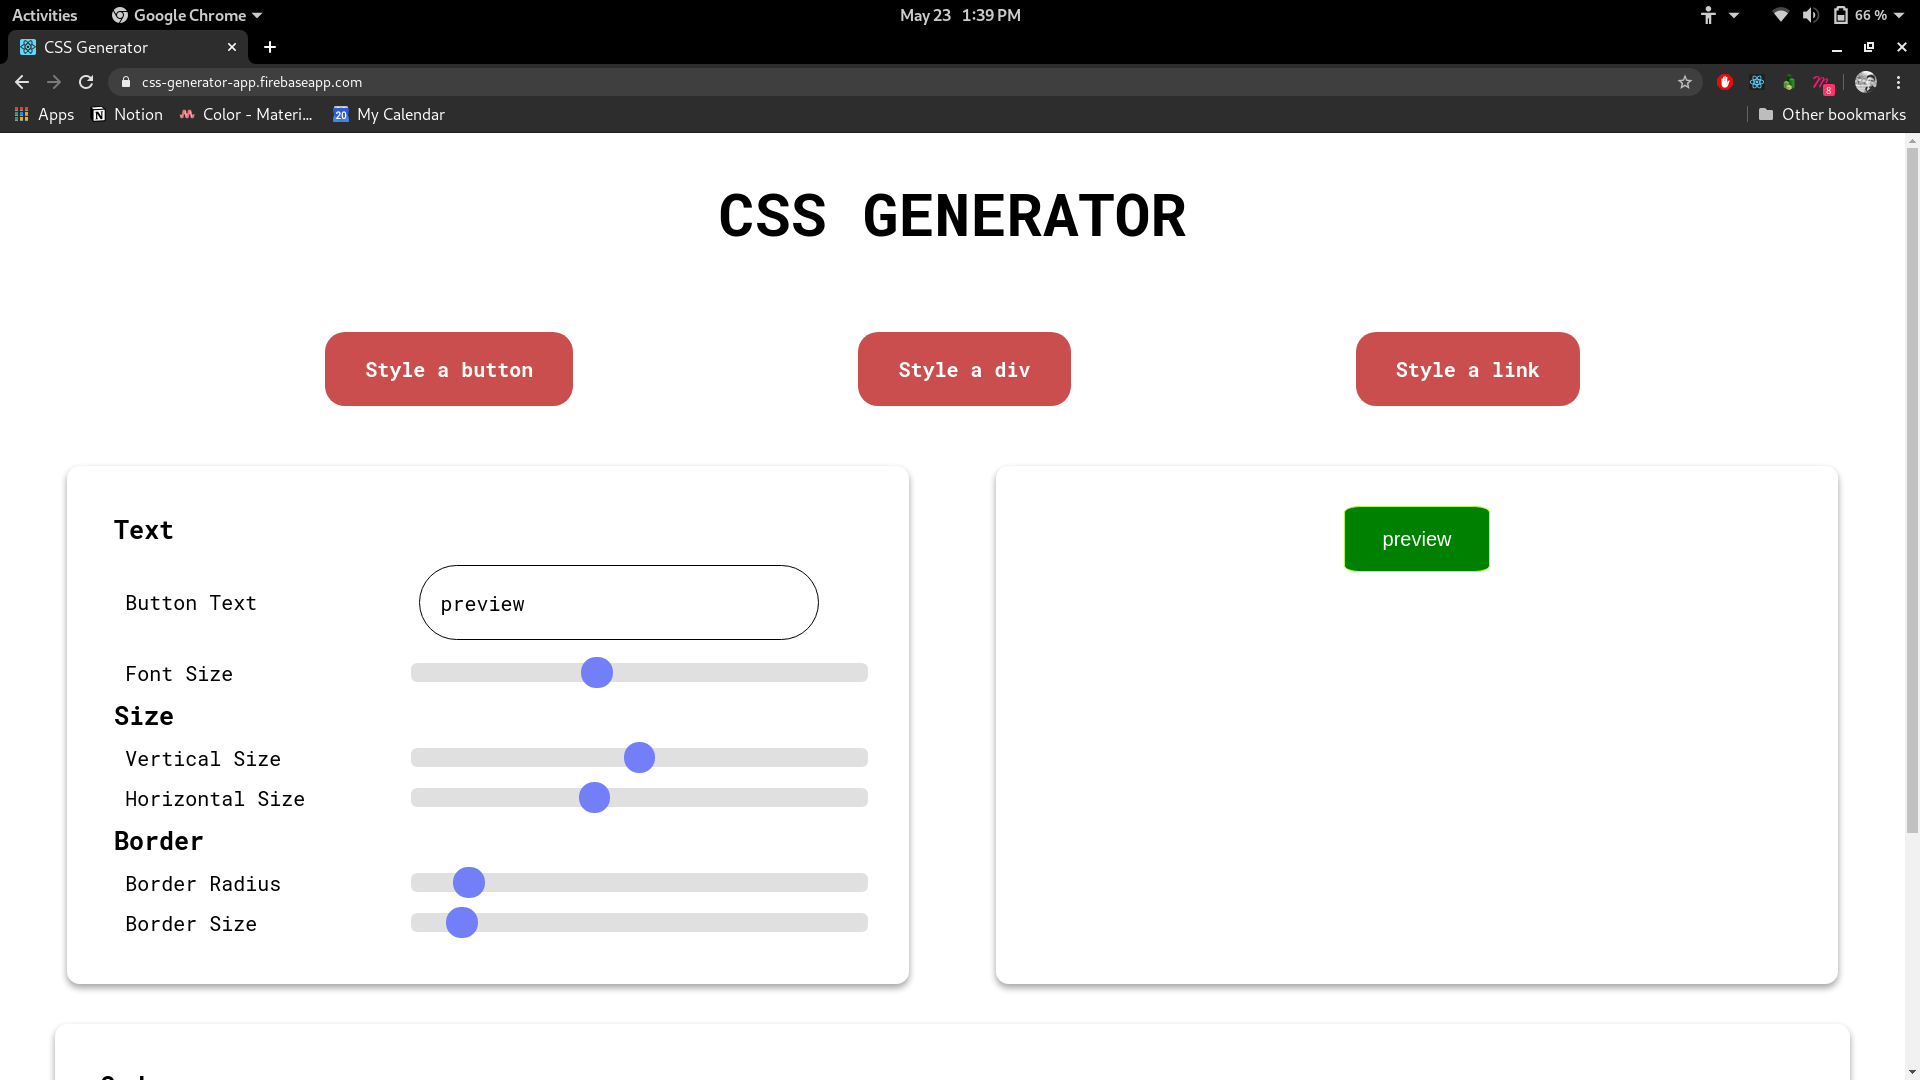 Activities
Google Chrome
May 23 1:39 PM
66 %
CSS Generator
css-generator-app.firebaseapp.com
8
Apps
Notion
Color - Materi...
20
My Calendar
Other bookmarks
CSS GENERATOR
Style a button
Style a div
Style a link
Text
Button Text
preview
Font Size
Size
Vertical Size
Horizontal Size
Border
Border Radius
Border Size
preview